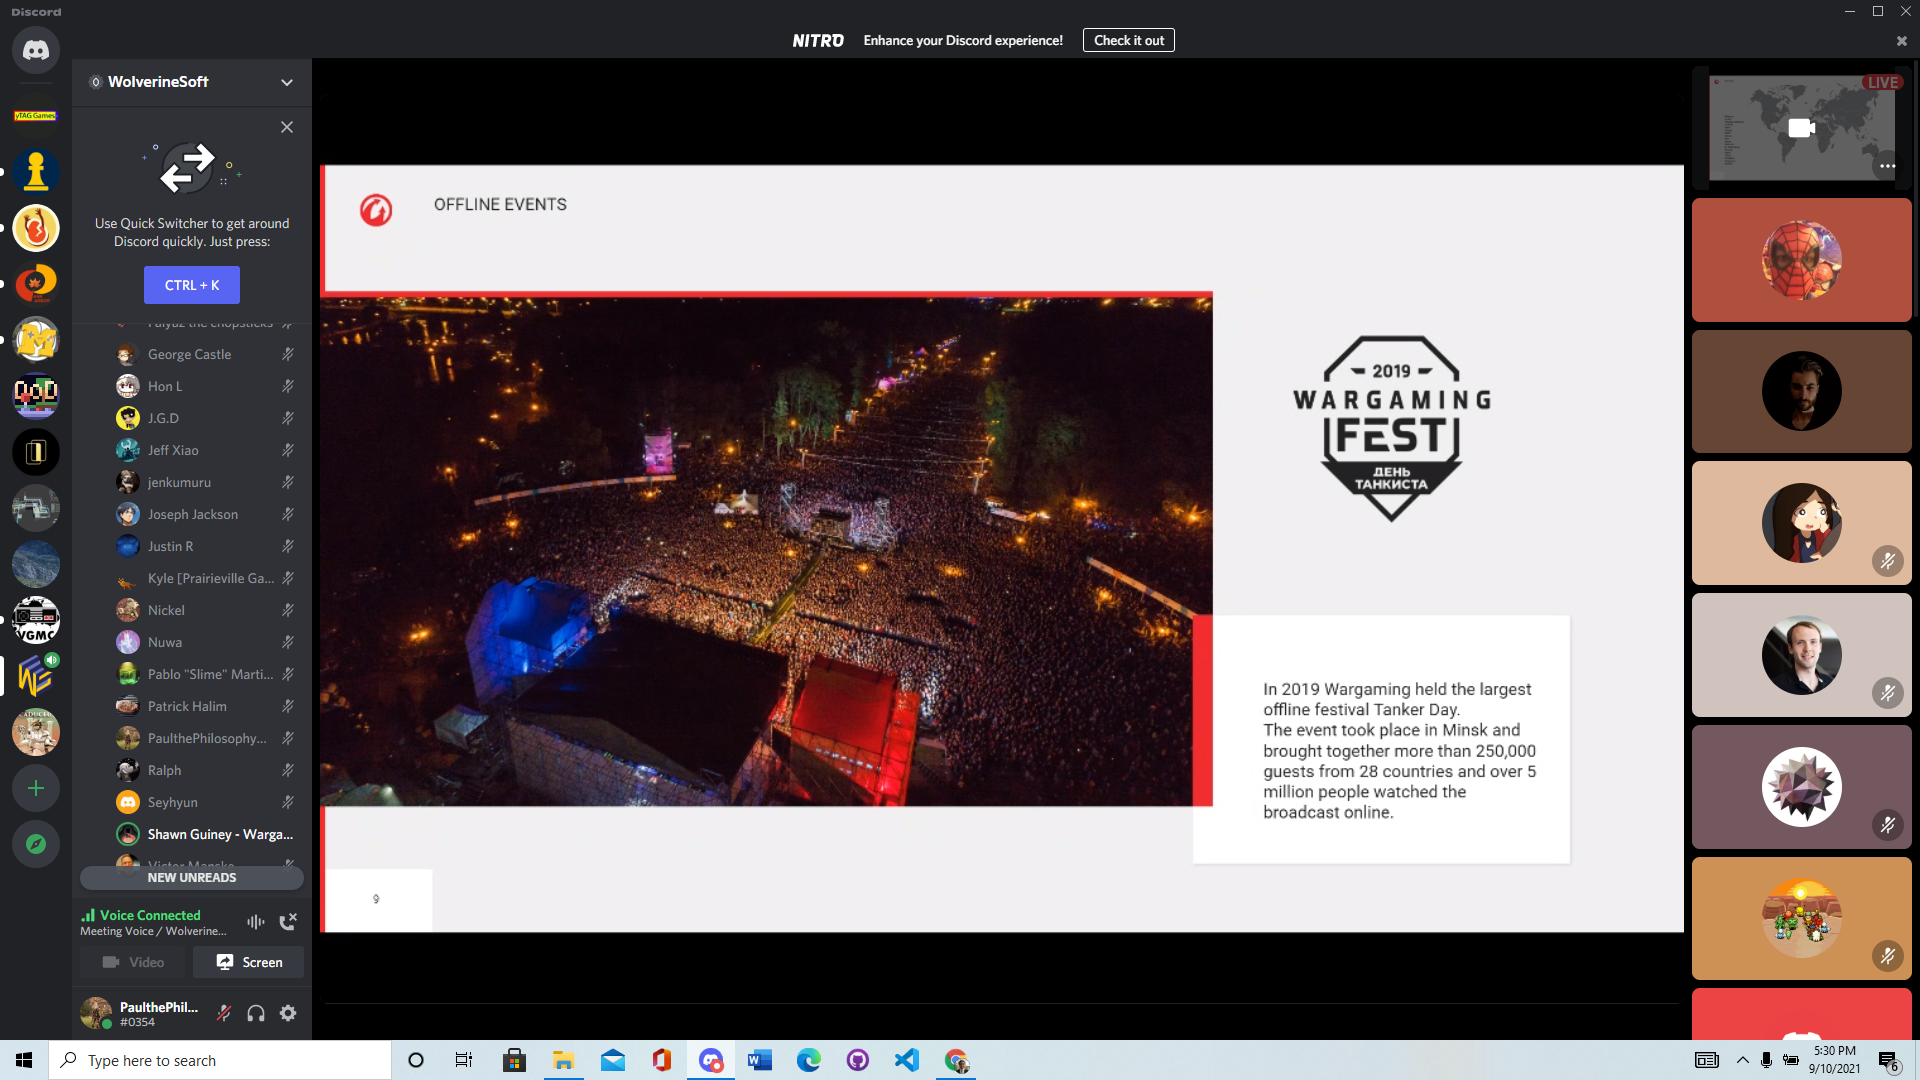 Discord
NITRO Enhance your Discord experience! Check it out
WolverineSoft
Use Quick Switcher to get around
Discord quickly. Just press:
CTRL + K
George Castle
Hon L
J.G.D
Jeff Xiao
jenkumuru
Joseph Jackson
Justin R
Kyle [Prairieville Ga...
Nickel
Nuwa
Pablo "Slime" Marti...
Patrick Halim
PaulthePhilosophy...
Ralph
Seyhyun
Shawn Guiney - Warga...
NEW UNREADS
Voice Connected
Meeting Voice / Wolverine...
Video
Screen
PaulthePhil...
#0354
yTAG Games
VGMC
OFFLINE EVENTS
2019
WARGAMING
FEST
ДЕНЬ
ТАНКИСТА
In 2019 Wargaming held the largest
offline festival Tanker Day.
The event took place in Minsk and
brought together more than 250,000
guests from 28 countries and over 5
million people watched the
broadcast online.
9
LIVE
Type here to search
5:30 PM
9/10/2021
6